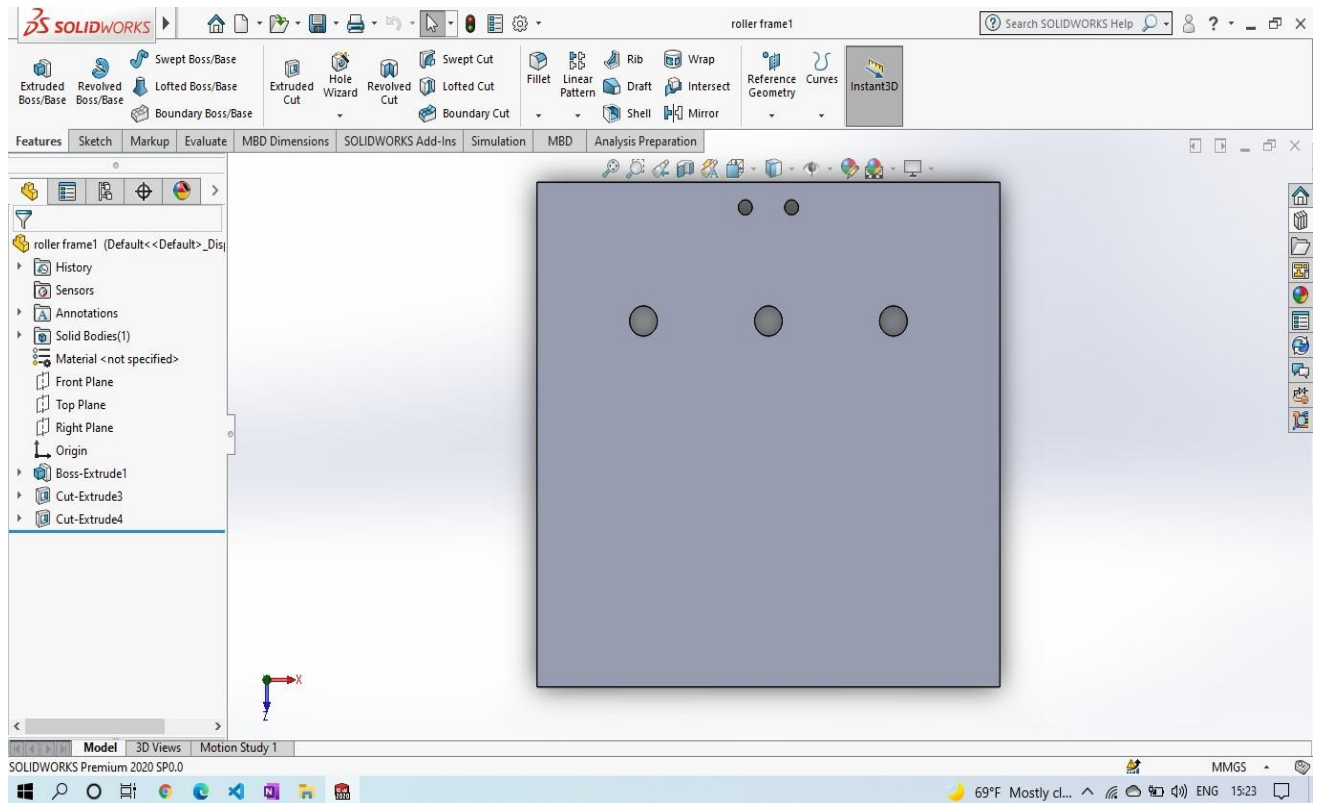 SOLIDWORKS
roller frame1
Search SOLIDWORKS Help
?
Extruded Boss/Base
Revolved Boss/Base
Swept Boss/Base
Lofted Boss/Base
Boundary Boss/Base
Extruded Cut
Hole Wizard
Revolved Cut
Swept Cut
Lofted Cut
Boundary Cut
Fillet
Linear Pattern
Rib
Draft
Shell
Wrap
Intersect
Mirror
Reference Geometry
Curves
Instant3D
Features Sketch Markup Evaluate MBD Dimensions SOLIDWORKS Add-Ins Simulation MBD Analysis Preparation
roller frame1 (Default<<Default>_Disp
History
Sensors
Annotations
Solid Bodies(1)
Material <not specified>
Front Plane
Top Plane
Right Plane
Origin
Boss-Extrude1
Cut-Extrude3
Cut-Extrude4
X
Z
Model 3D Views Motion Study 1
SOLIDWORKS Premium 2020 SP0.0
MMGS
69°F Mostly cl... ENG 15:23